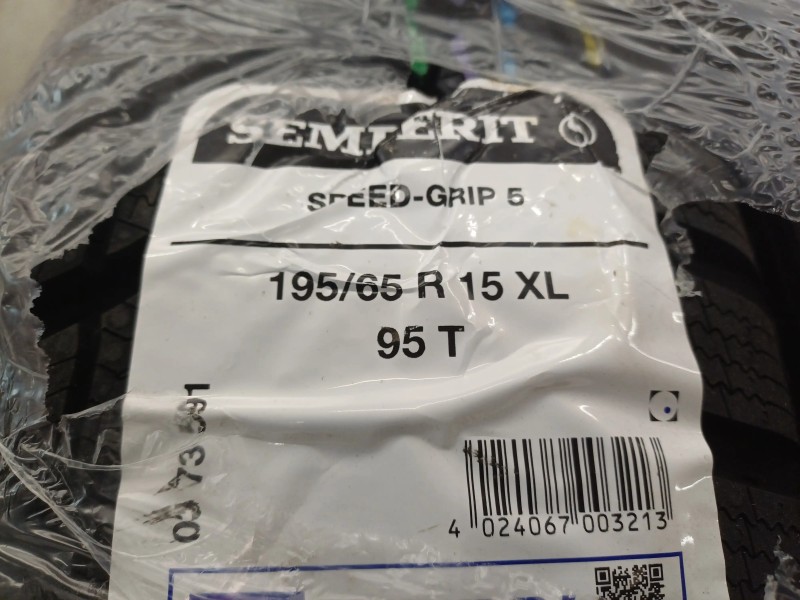 SEMPERIT
SPEED-GRIP 5
195/65 R 15 XL
95 T
4 024067 003213